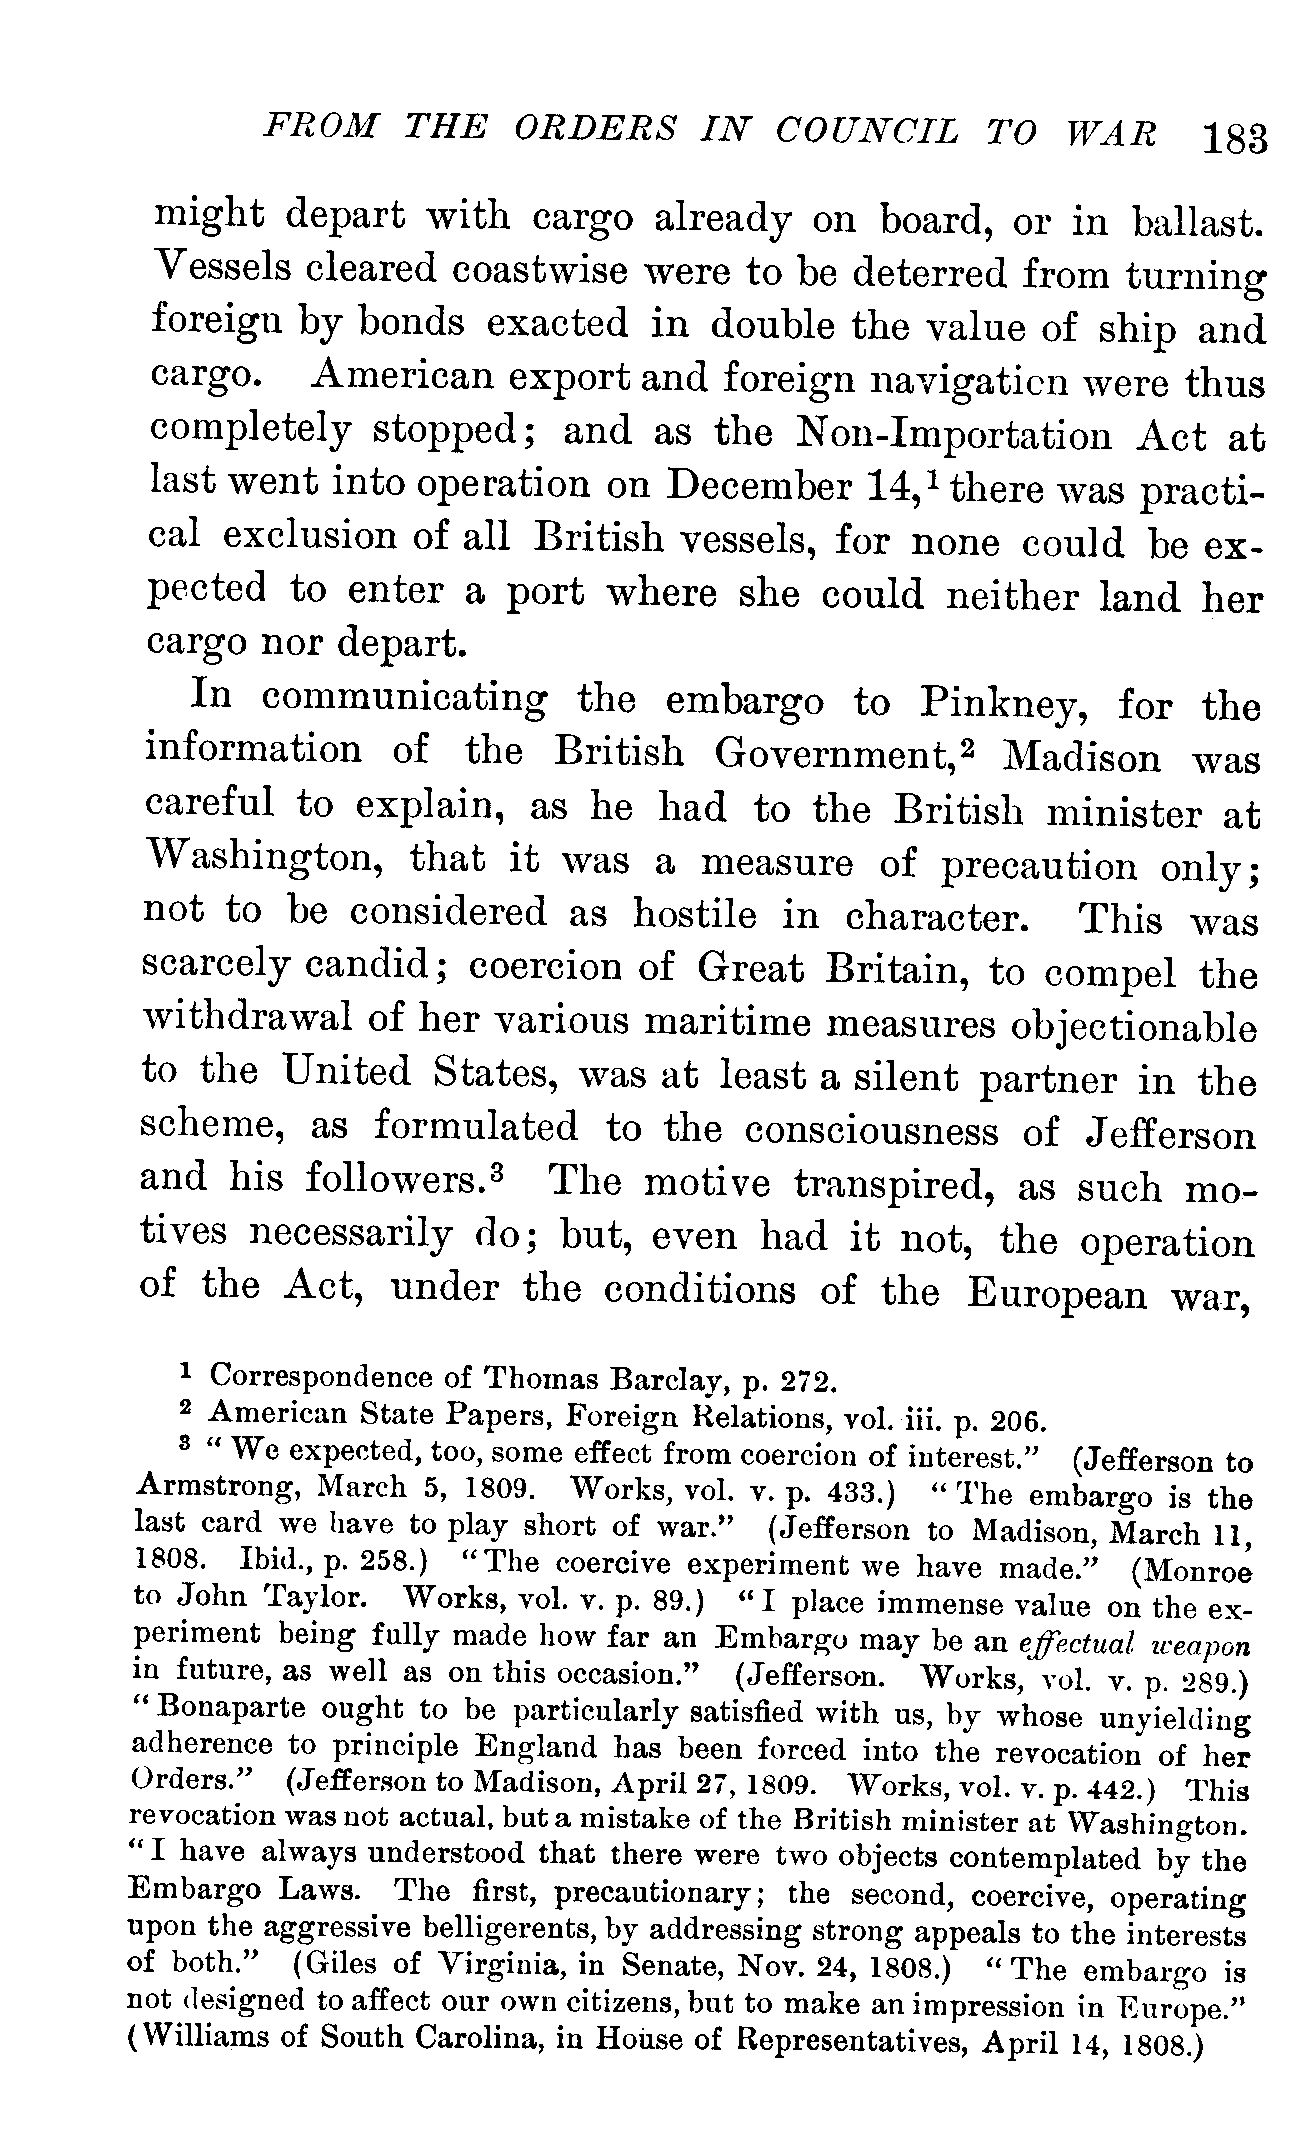 FROM THE ORDERS IN COUNCIL TO WAR 183
might depart with cargo already on board, or in ballast.
Vessels cleared coastwise were to be deterred from turning
foreign by bonds exacted in double the value of ship and
cargo. American export and foreign navigation were thus
completely stopped; and as the Non-Importation Act at
last went into operation on December 14,¹ there was practi-
cal exclusion of all British vessels, for none could be ex-
pected to enter a port where she could neither land her
cargo nor depart.
In communicating the embargo to Pinkney, for the
information of the British Government,² Madison was
careful to explain, as he had to the British minister at
Washington, that it was a measure of precaution only;
not to be considered as hostile in character. This was
scarcely candid; coercion of Great Britain, to compel the
withdrawal of her various maritime measures objectionable
to the United States, was at least a silent partner in the
scheme, as formulated to the consciousness of Jefferson
and his followers.³ The motive transpired, as such mo-
tives necessarily do; but, even had it not, the operation
of the Act, under the conditions of the European war,
¹ Correspondence of Thomas Barclay, p. 272.
² American State Papers, Foreign Relations, vol. iii. p. 206.
³ "We expected, too, some effect from coercion of interest." (Jefferson to
Armstrong, March 5, 1809. Works, vol. v. p. 433.) "The embargo is the
last card we have to play short of war." (Jefferson to Madison, March 11,
1808. Ibid., p. 258.) "The coercive experiment we have made." (Monroe
to John Taylor. Works, vol. v. p. 89.) "I place immense value on the ex-
periment being fully made how far an Embargo may be an effectual weapon
in future, as well as on this occasion." (Jefferson. Works, vol. v. p. 289.)
"Bonaparte ought to be particularly satisfied with us, by whose unyielding
adherence to principle England has been forced into the revocation of her
Orders." (Jefferson to Madison, April 27, 1809. Works, vol. v. p. 442.) This
revocation was not actual, but a mistake of the British minister at Washington.
"I have always understood that there were two objects contemplated by the
Embargo Laws. The first, precautionary; the second, coercive, operating
upon the aggressive belligerents, by addressing strong appeals to the interests
of both." (Giles of Virginia, in Senate, Nov. 24, 1808.) "The embargo is
not designed to affect our own citizens, but to make an impression in Europe."
(Williams of South Carolina, in House of Representatives, April 14, 1808.)